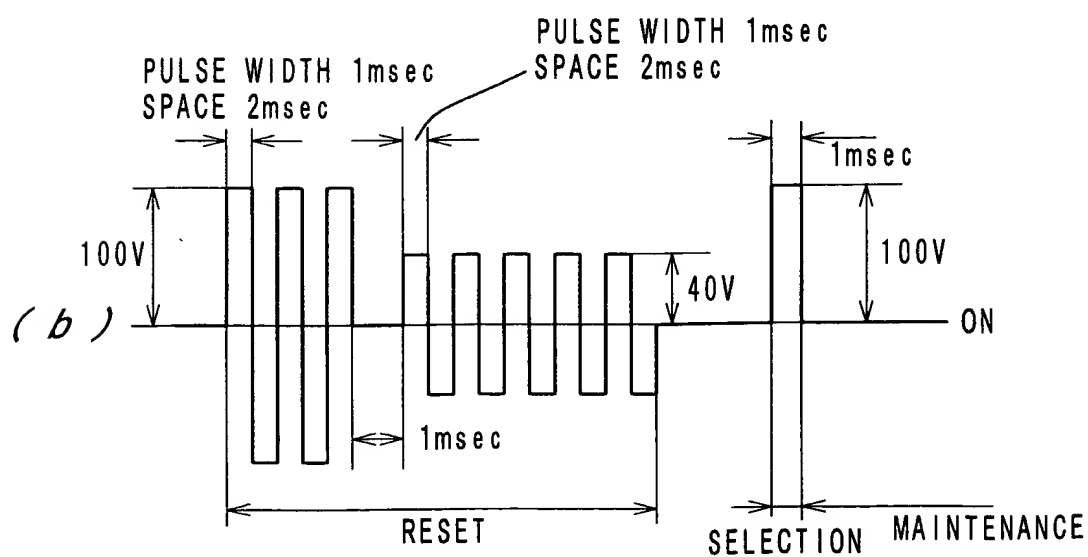 PULSE WIDTH 1msec
SPACE 2msec
PULSE WIDTH 1msec
SPACE 2msec
1msec
100V
40V
100V
(b)
ON
1msec
RESET
SELECTION
MAINTENANCE